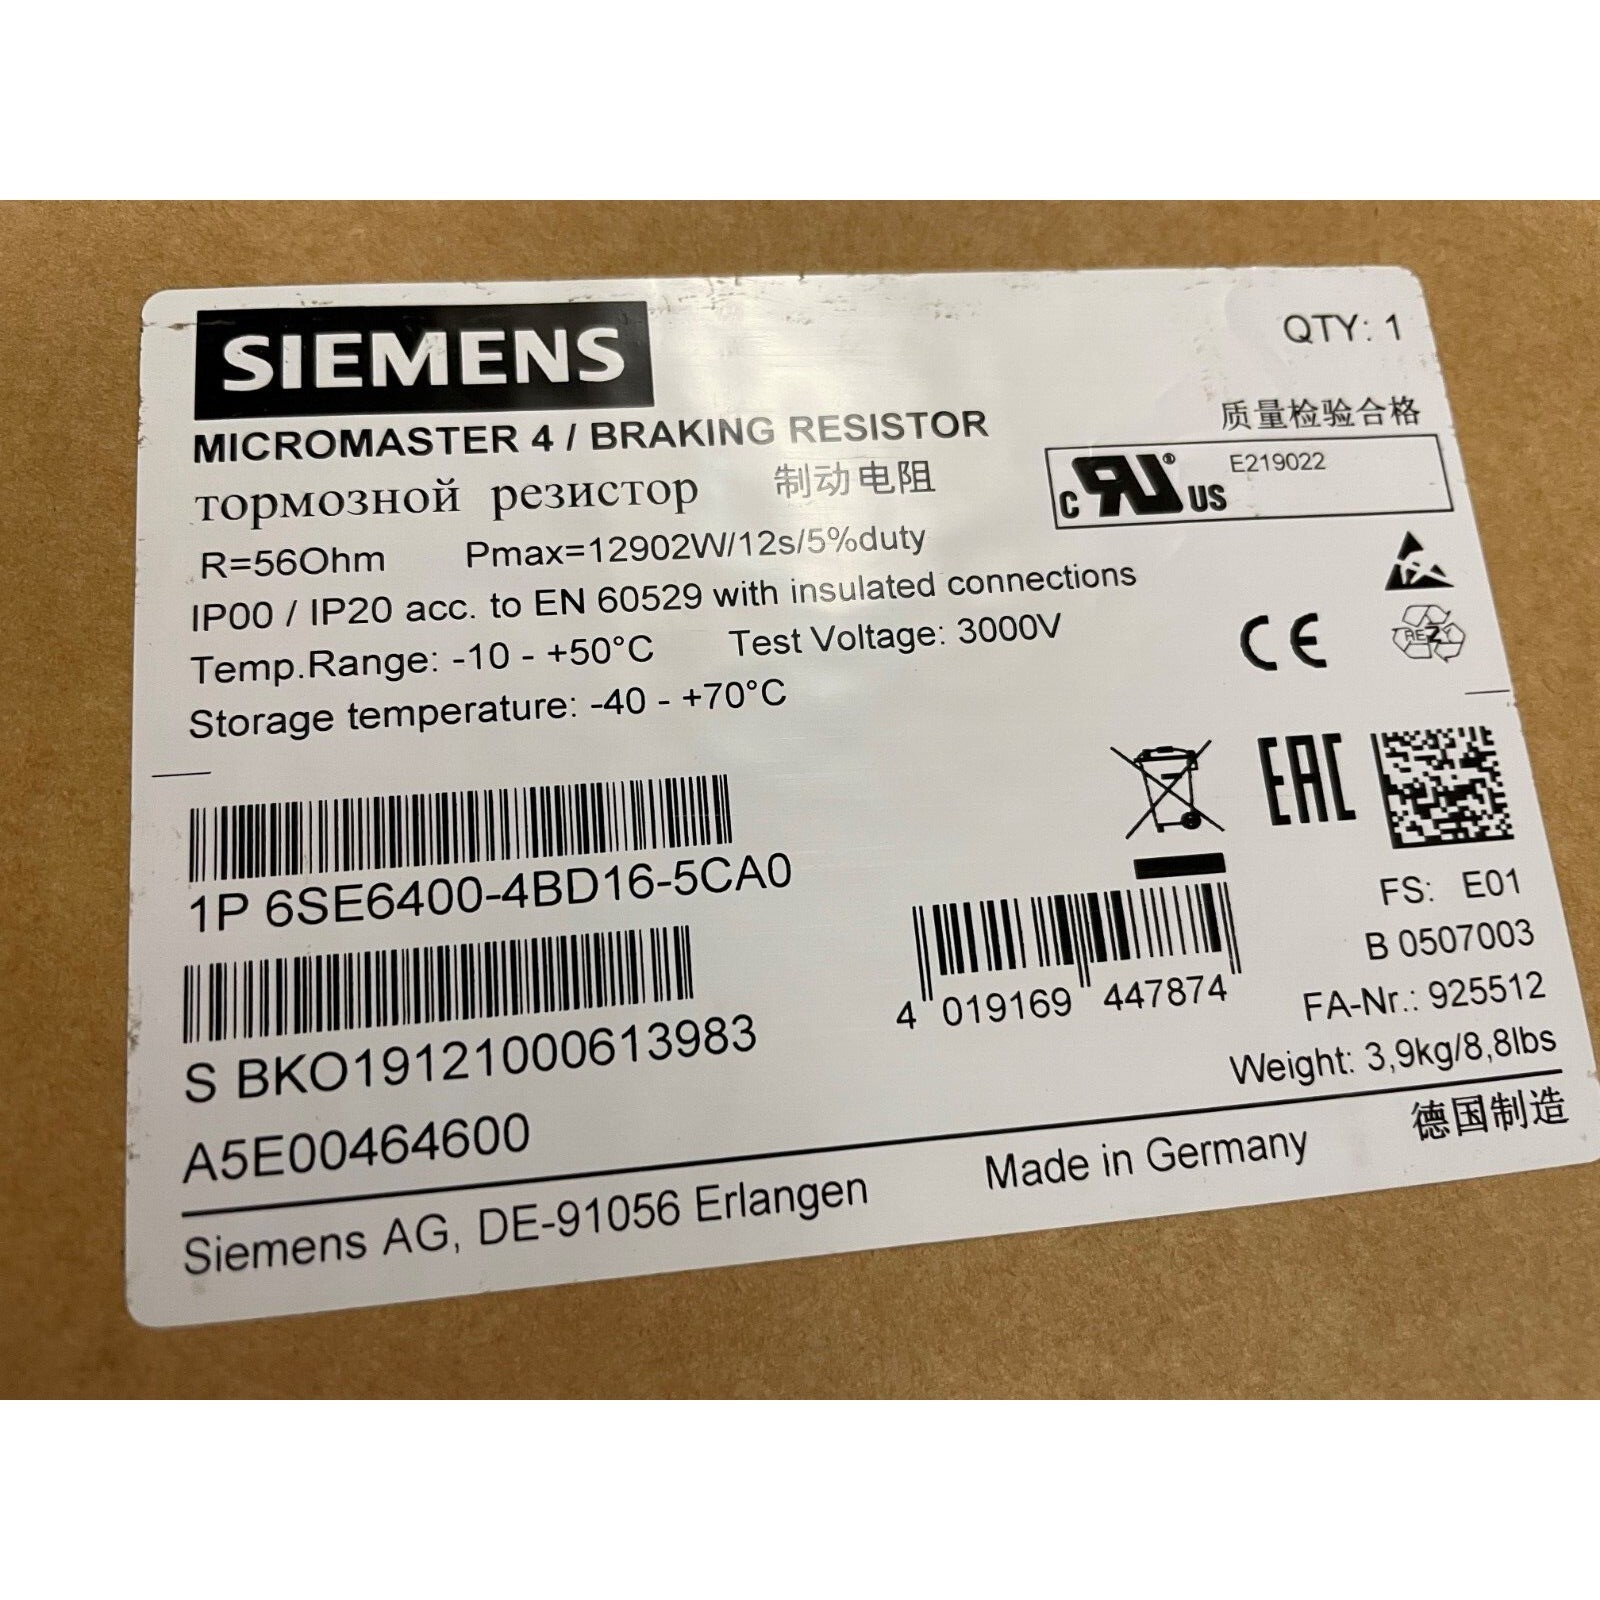 SIEMENS
QTY: 1
MICROMASTER 4 / BRAKING RESISTOR
质量检验合格
тормозной резистор 制动电阻
c RU® US E219022
R=56Ohm Pmax=12902W/12s/5%duty
IP00 / IP20 acc. to EN 60529 with insulated connections
Temp.Range: -10 - +50°C Test Voltage: 3000V
CE
Storage temperature: -40 - +70°C
EAC
1P 6SE6400-4BD16-5CA0
FS: E01
B 0507003
4 019169 447874
FA-Nr.: 925512
S BKO19121000613983
Weight: 3,9kg/8,8lbs
A5E00464600
Siemens AG, DE-91056 Erlangen Made in Germany 德国制造